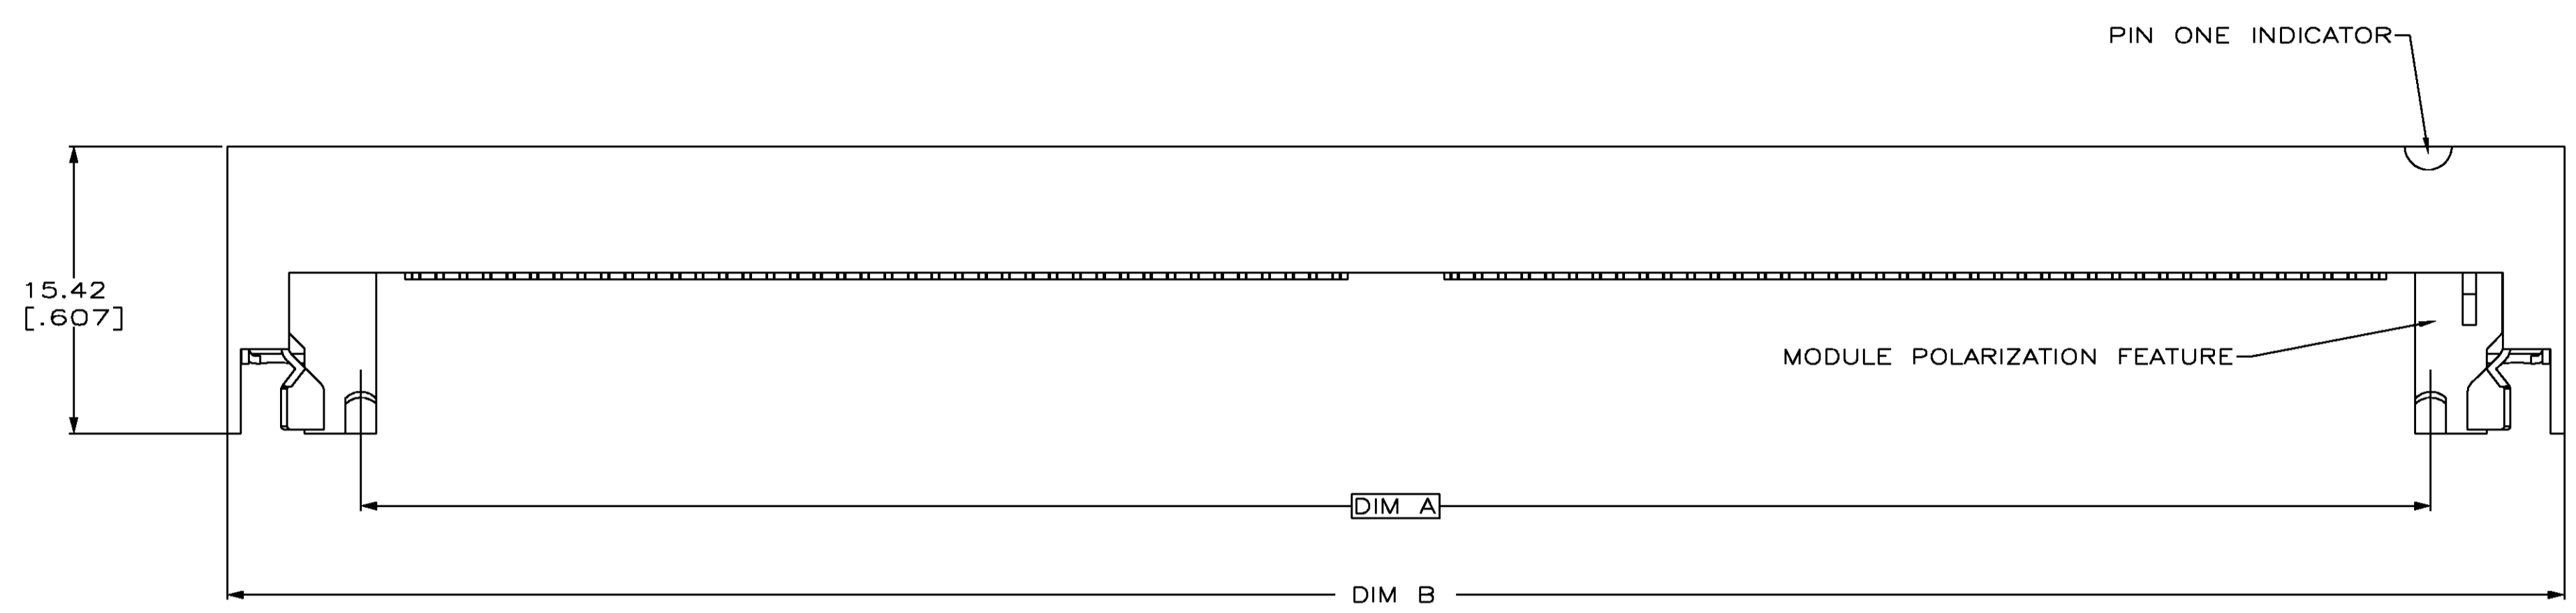 PIN ONE INDICATOR
15.42
[.607]
MODULE POLARIZATION FEATURE
DIM A
DIM B